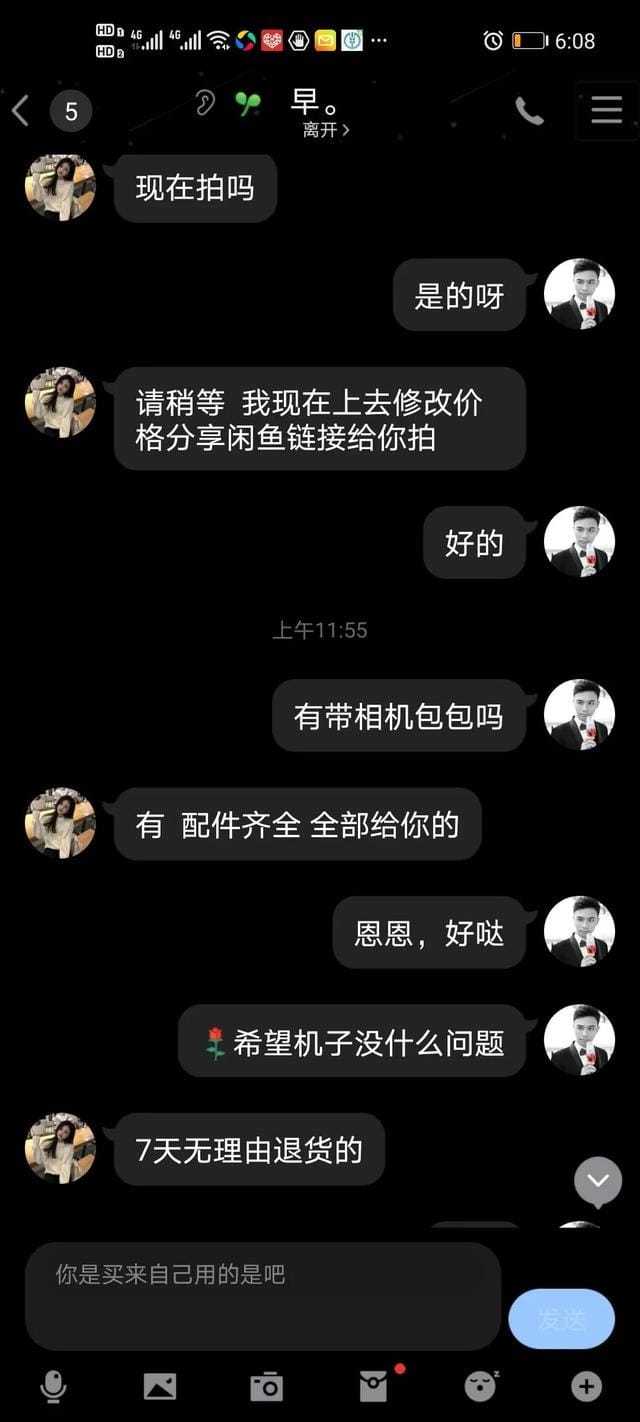 HD1 4G 4G 6:08
HD2
5 早。
离开
现在拍吗
是的呀
请稍等 我现在上去修改价
格分享闲鱼链接给你拍
好的
上午11:55
有带相机包包吗
有 配件齐全 全部给你的
恩恩，好哒
希望机子没什么问题
7天无理由退货的
你是买来自己用的是吧
发送